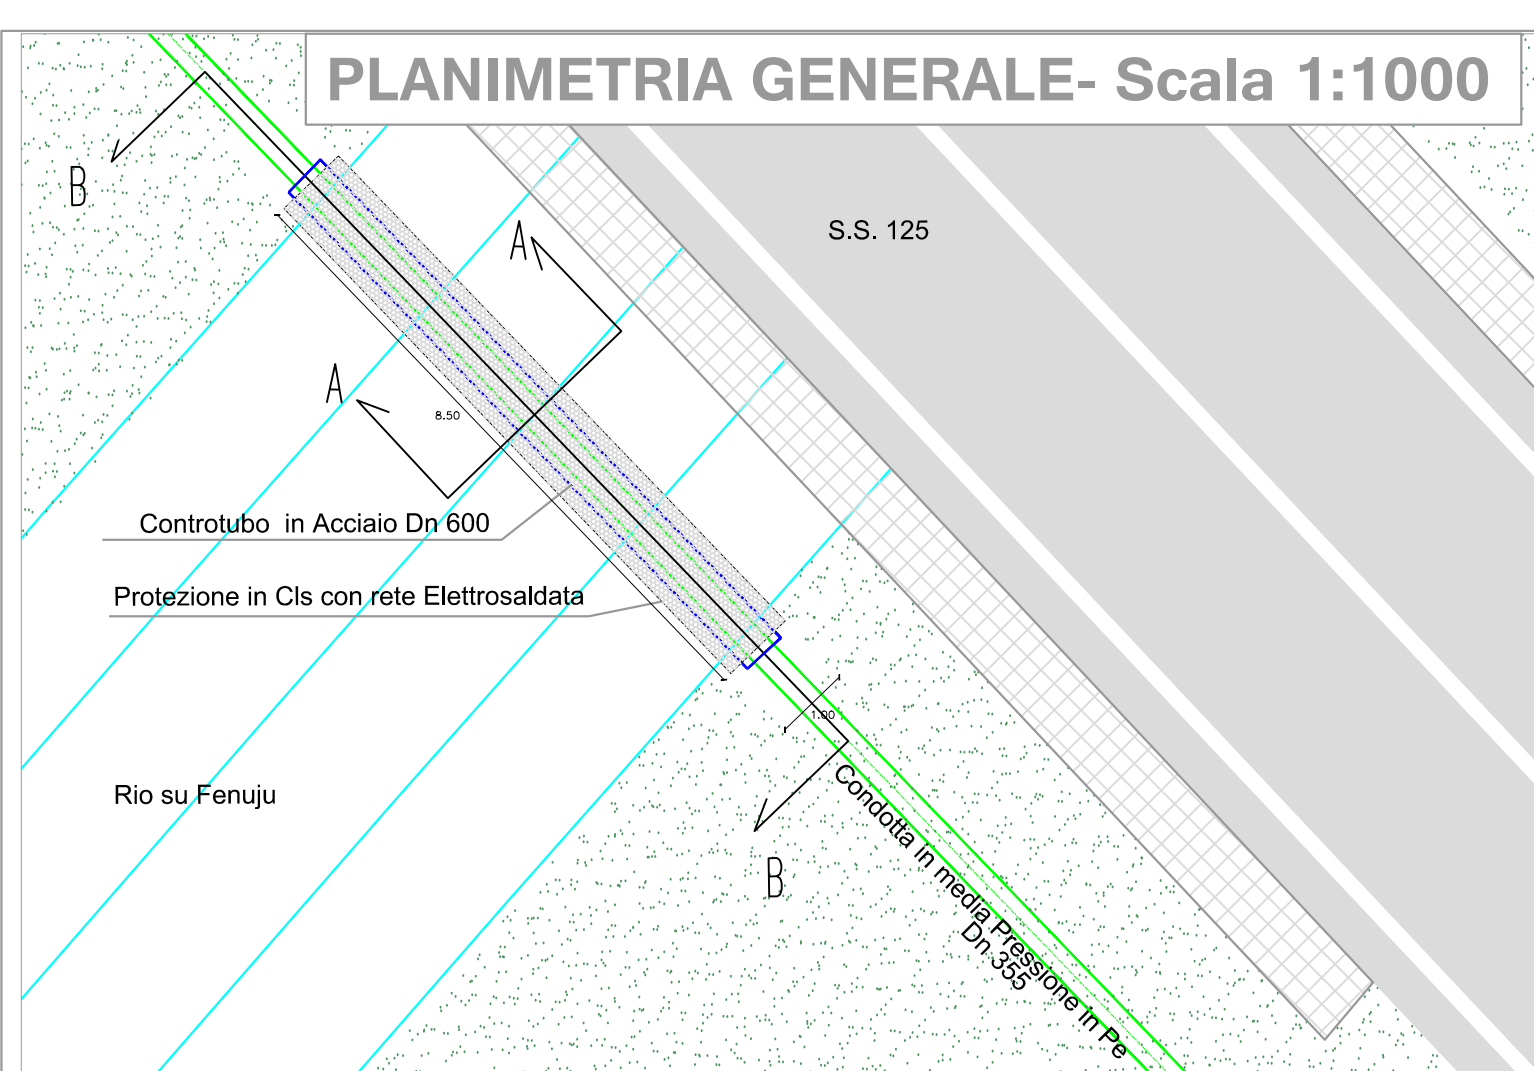 PLANIMETRIA GENERALE- Scala 1:1000
B
S.S. 125
A
A
8.50
Controtubo in Acciaio Dn 600
Protezione in Cls con rete Elettrosaldata
1.00
Rio su Fenuju
B
Condotta in media Pressione in Pe
Dn 355